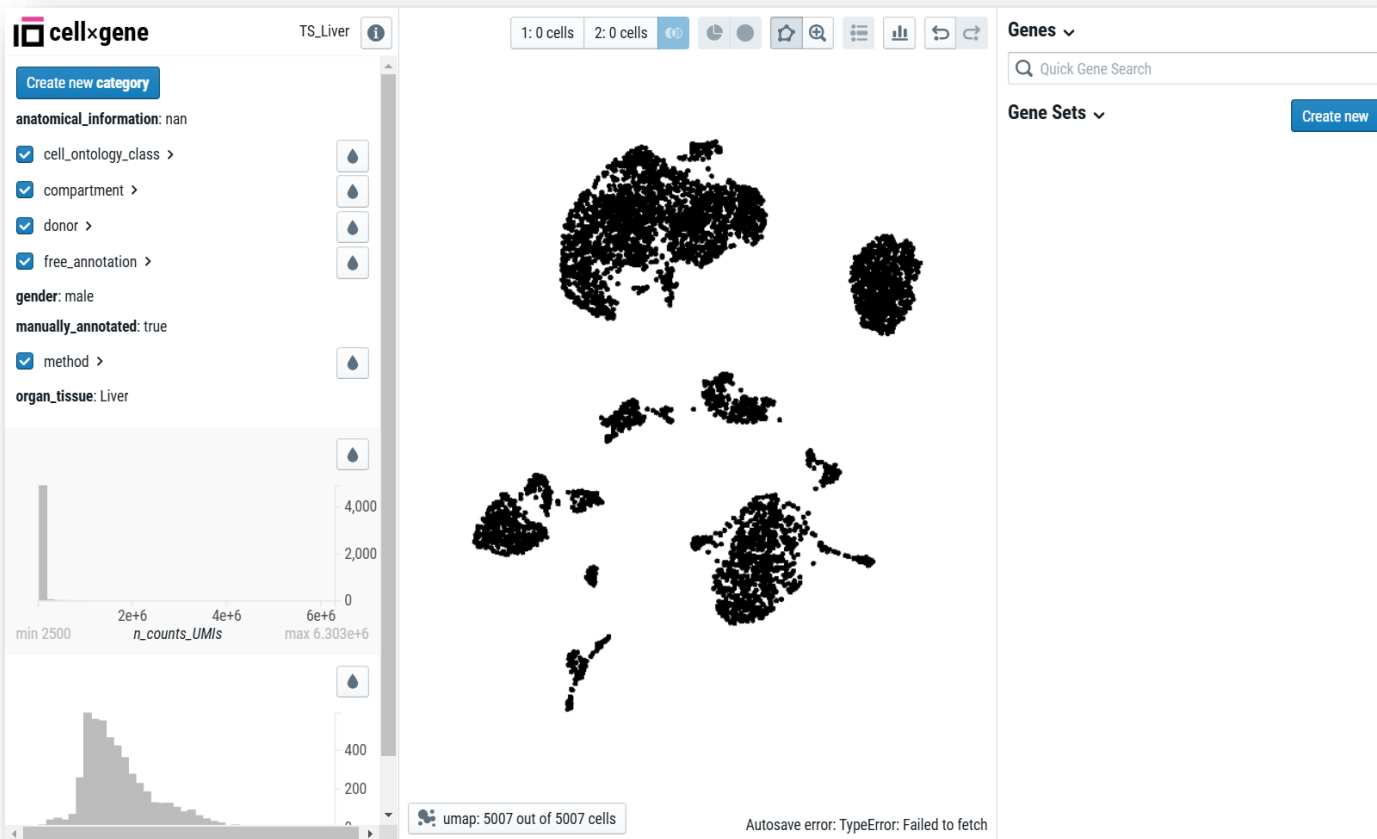 cell×gene
TS_Liver
Create new category
anatomical_information: nan
cell_ontology_class
compartment
donor
free_annotation
gender: male
manually_annotated: true
method
organ_tissue: Liver
4,000
2,000
0
2e+6 4e+6 6e+6
min 2500 n_counts_UMIs max 6.303e+6
400
200
1: 0 cells 2: 0 cells
umap: 5007 out of 5007 cells
Autosave error: TypeError: Failed to fetch
Genes
Quick Gene Search
Gene Sets
Create new